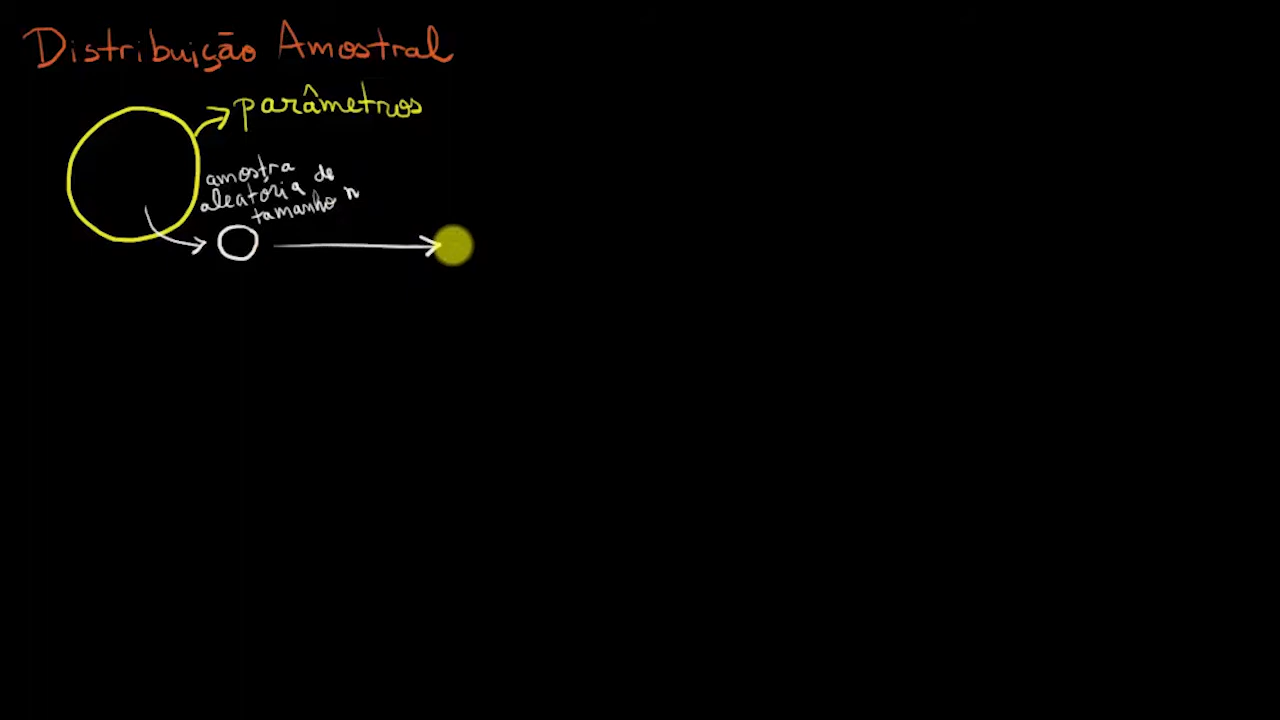 Distribuição Amostral
parâmetros
amostra
aleatória de
tamanho n